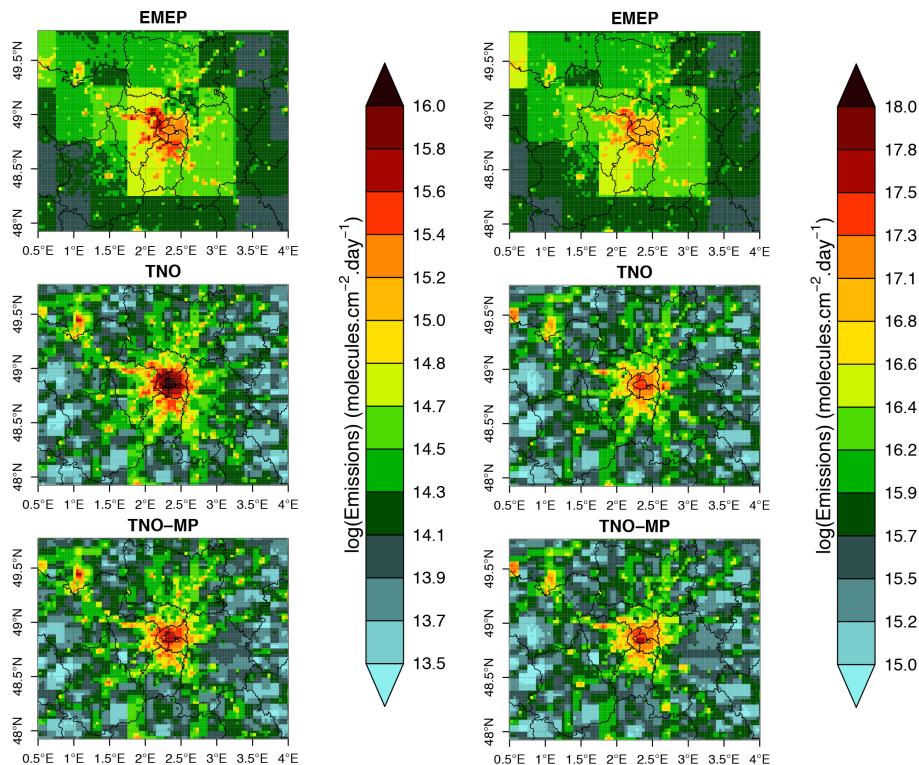 EMEP
49.5°N
49°N
48.5°N
48°N
0.5°E 1°E 1.5°E 2°E 2.5°E 3°E 3.5°E 4°E
TNO
49.5°N
49°N
48.5°N
48°N
0.5°E 1°E 1.5°E 2°E 2.5°E 3°E 3.5°E 4°E
TNO−MP
49.5°N
49°N
48.5°N
48°N
0.5°E 1°E 1.5°E 2°E 2.5°E 3°E 3.5°E 4°E
log(Emissions) (molecules.cm⁻².day⁻¹)
16.0
15.8
15.6
15.4
15.2
15.0
14.8
14.7
14.5
14.3
14.1
13.9
13.7
13.5
EMEP
49.5°N
49°N
48.5°N
48°N
0.5°E 1°E 1.5°E 2°E 2.5°E 3°E 3.5°E 4°E
TNO
49.5°N
49°N
48.5°N
48°N
0.5°E 1°E 1.5°E 2°E 2.5°E 3°E 3.5°E 4°E
TNO−MP
49.5°N
49°N
48.5°N
48°N
0.5°E 1°E 1.5°E 2°E 2.5°E 3°E 3.5°E 4°E
log(Emissions) (molecules.cm⁻².day⁻¹)
18.0
17.8
17.5
17.3
17.1
16.8
16.6
16.4
16.2
15.9
15.7
15.5
15.2
15.0